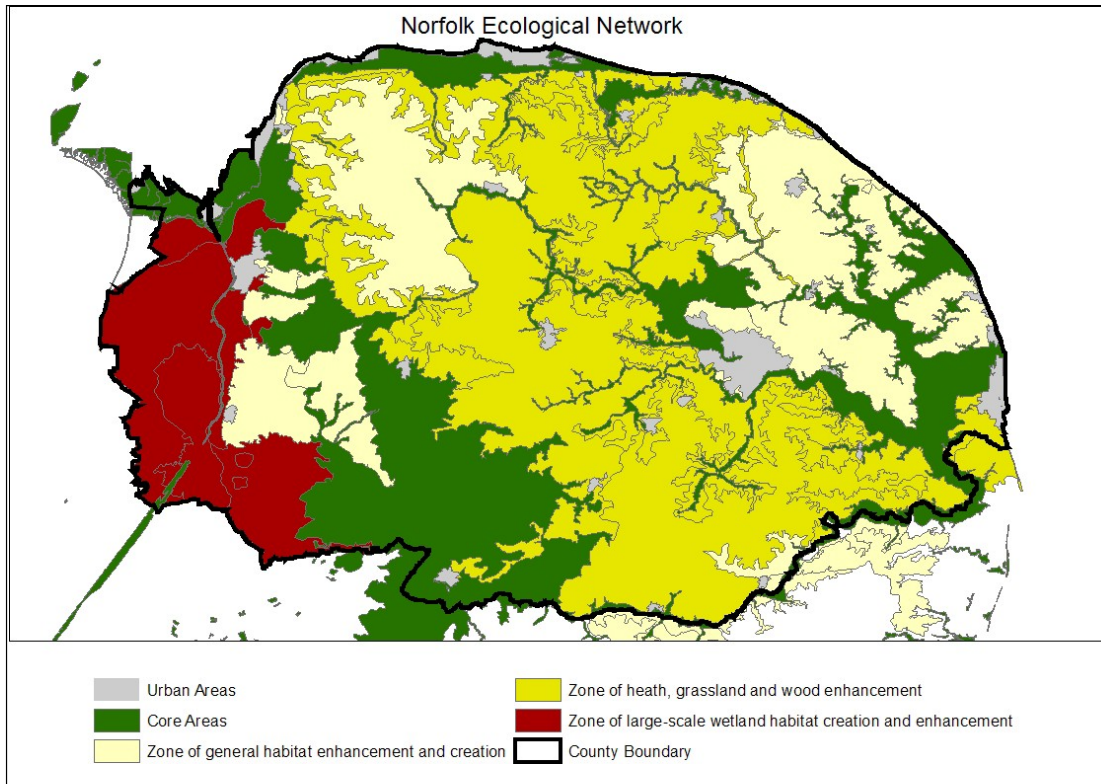 Norfolk Ecological Network
Urban Areas
Core Areas
Zone of general habitat enhancement and creation
Zone of heath, grassland and wood enhancement
Zone of large-scale wetland habitat creation and enhancement
County Boundary